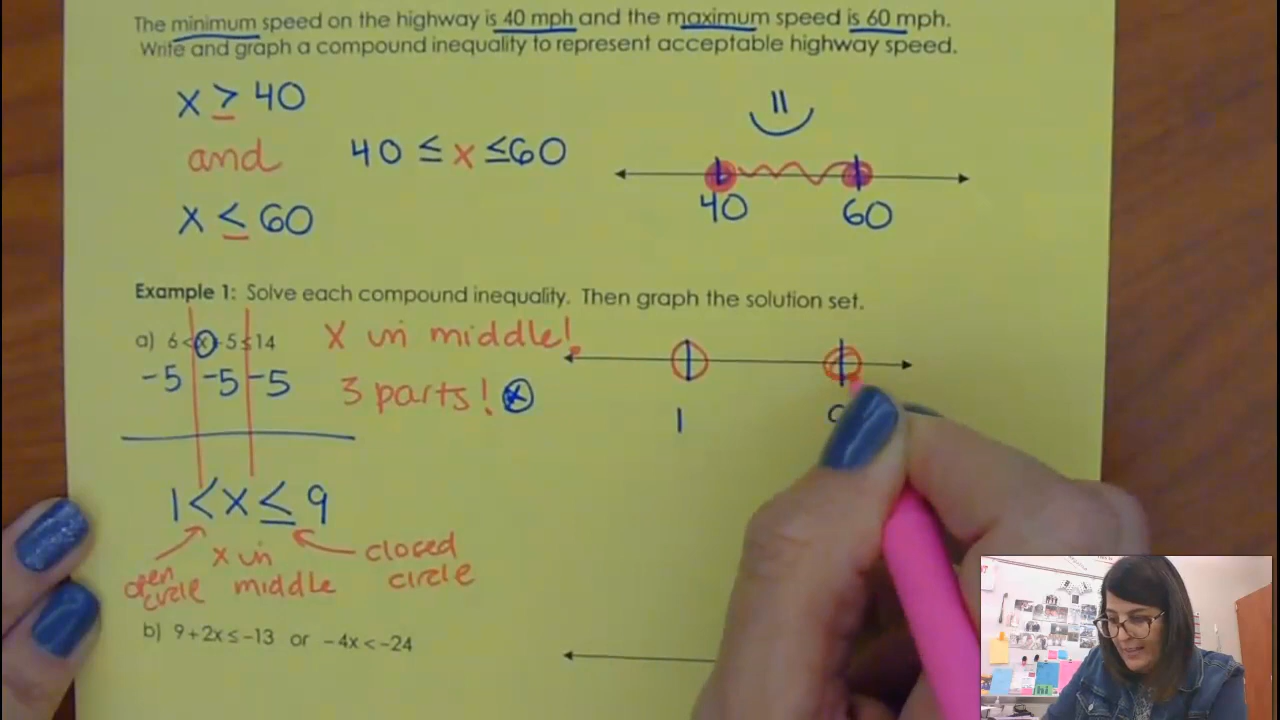 The minimum speed on the highway is 40 mph and the maximum speed is 60 mph.
Write and graph a compound inequality to represent acceptable highway speed.
x ≥ 40
and
x ≤ 60
40 ≤ x ≤ 60
40 60
Example 1: Solve each compound inequality. Then graph the solution set.
a) 6 < x + 5 ≤ 14
-5 -5 -5
x in middle!
3 parts! x
1 < x ≤ 9
open circle
x in middle
closed circle
1
b) 9 + 2x ≤ -13 or -4x < -24
hi